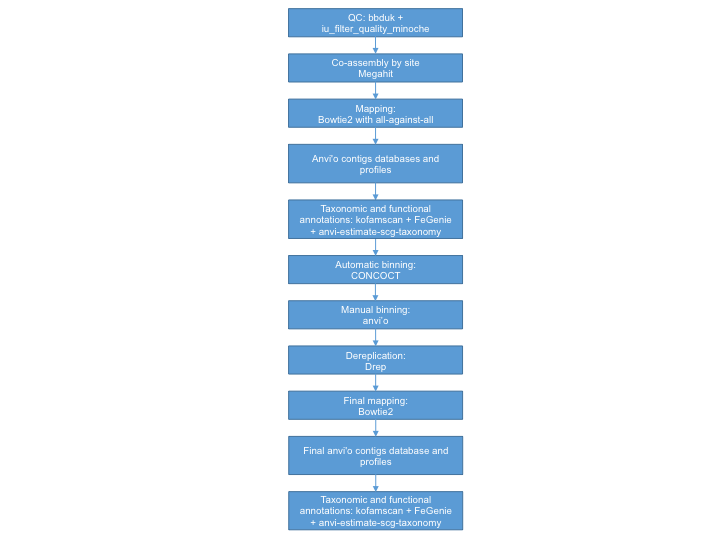 QC: bbduk +
iu_filter_quality_minoche
Co-assembly by site
Megahit
Mapping:
Bowtie2 with all-against-all
Anvi'o contigs databases and
profiles
Taxonomic and functional
annotations: kofamscan + FeGenie
+ anvi-estimate-scg-taxonomy
Automatic binning:
CONCOCT
Manual binning:
anvi'o
Dereplication:
Drep
Final mapping:
Bowtie2
Final anvi'o contigs database and
profiles
Taxonomic and functional
annotations: kofamscan + FeGenie
+ anvi-estimate-scg-taxonomy